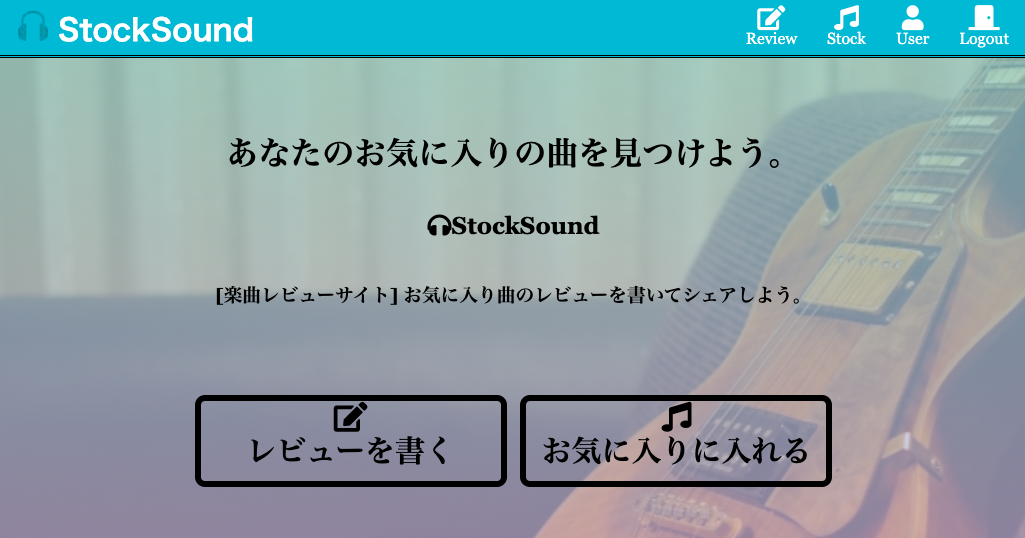 StockSound
Review Stock User Logout
あなたのお気に入りの曲を見つけよう。
StockSound
[楽曲レビューサイト] お気に入り曲のレビューを書いてシェアしよう。
レビューを書く
お気に入りに入れる